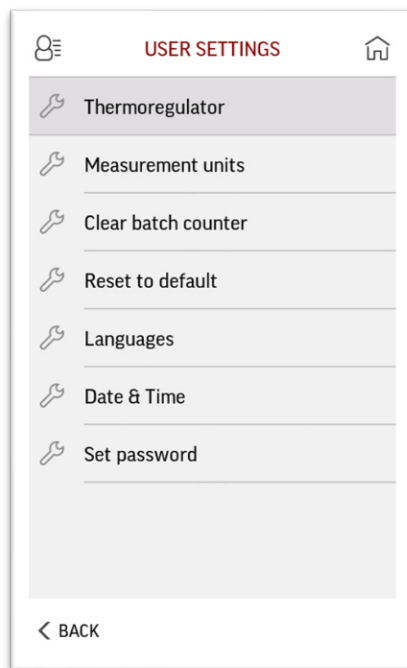 USER SETTINGS
Thermoregulator
Measurement units
Clear batch counter
Reset to default
Languages
Date & Time
Set password
BACK